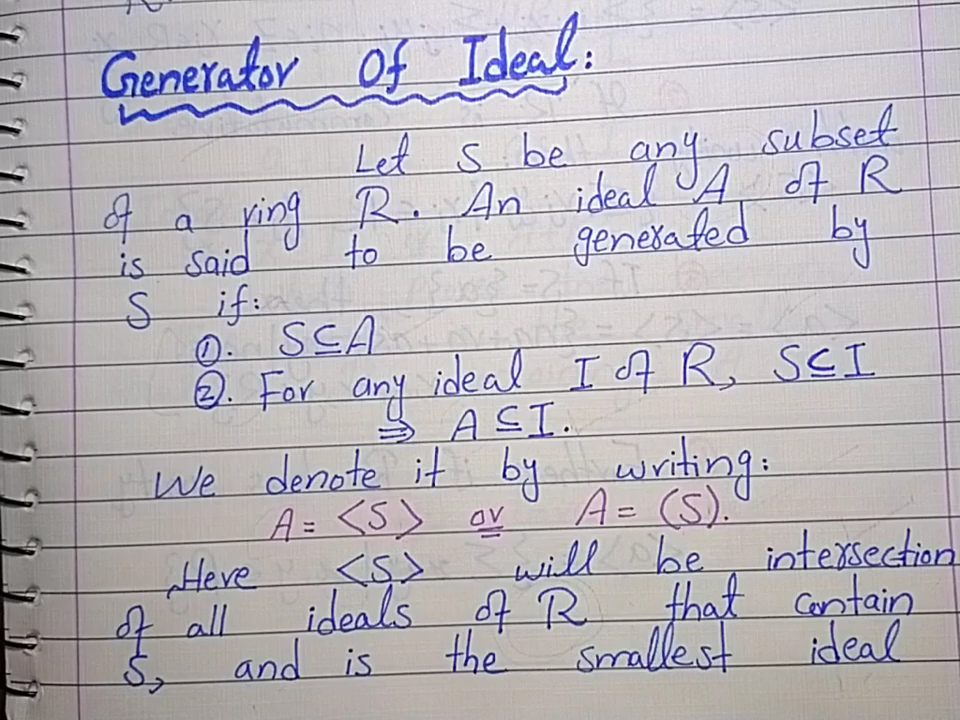 Generator Of Ideal:
Let S be any subset
of a ring R. An ideal A of R
is said to be generated by
S if:
①. S⊆A
②. For any ideal I of R, S⊆I
⇒ A⊆I.
We denote it by writing:
A = <S> or A = (S).
Here <S> will be intersection
of all ideals of R that contain
S, and is the smallest ideal